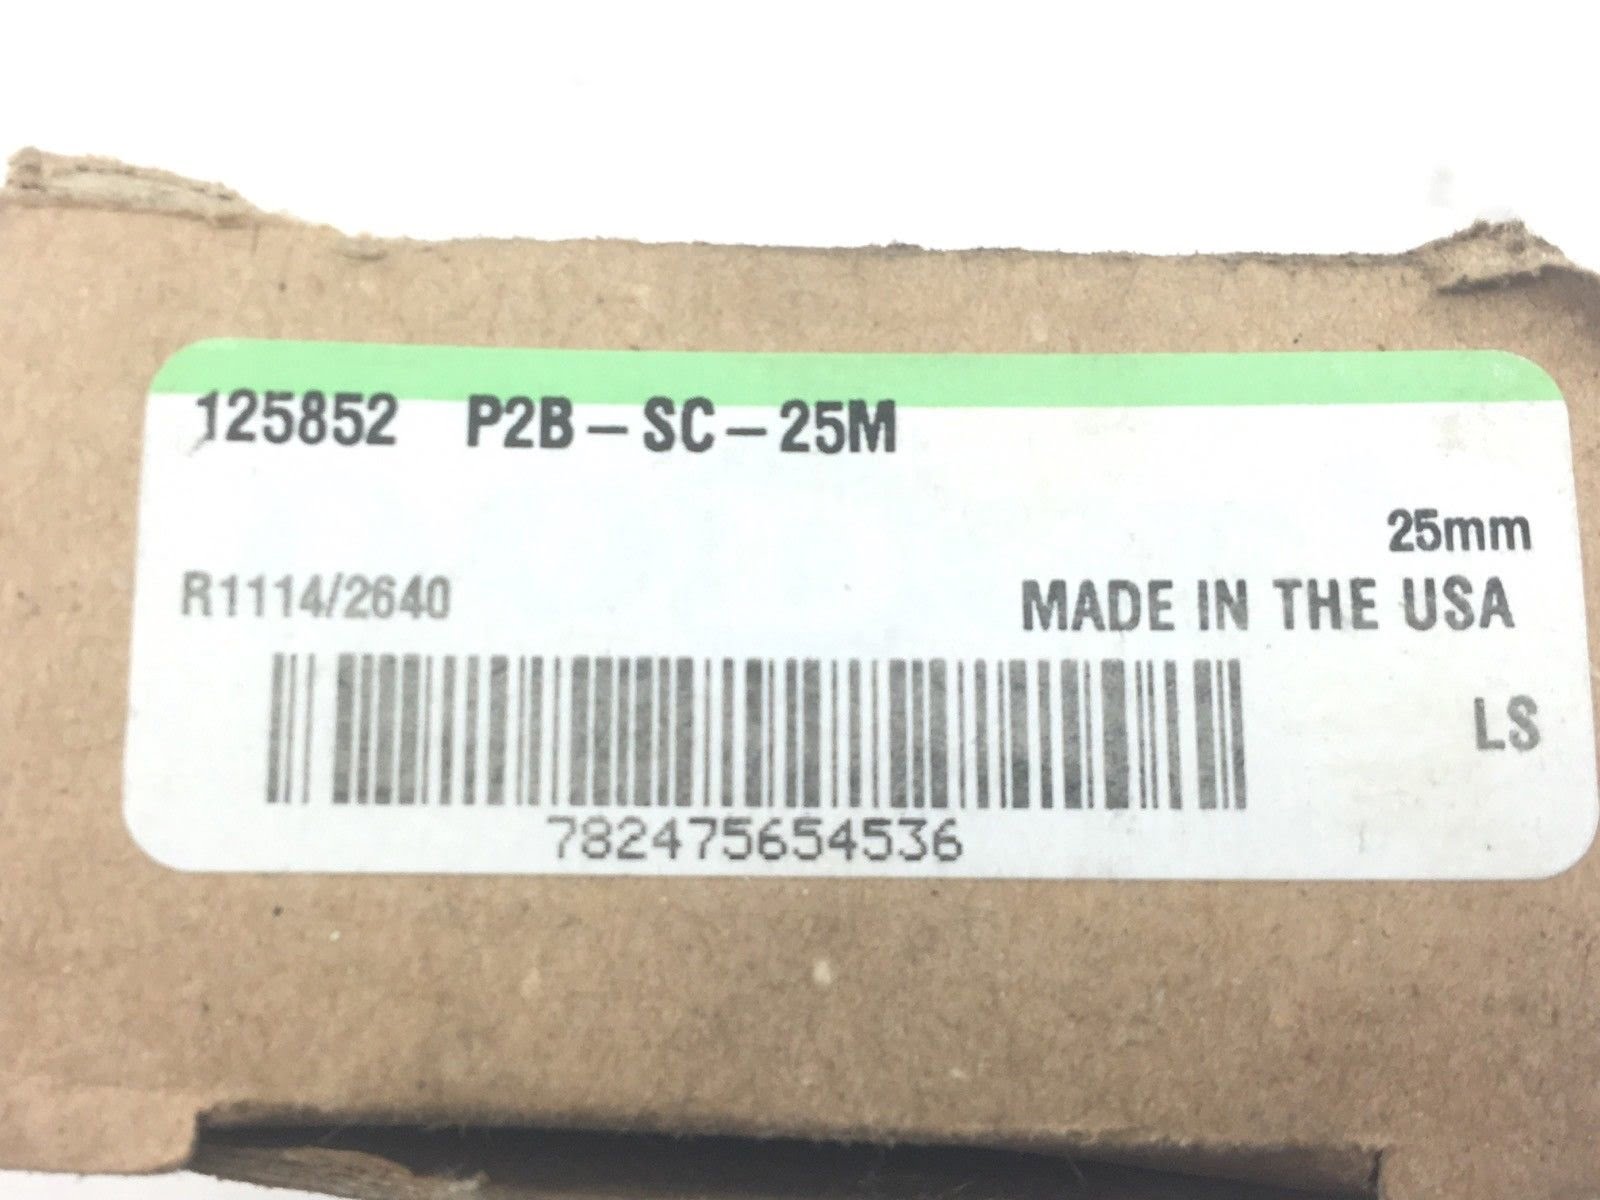 125852 P2B-SC-25M
25mm
R1114/2640 MADE IN THE USA
LS
782475654536